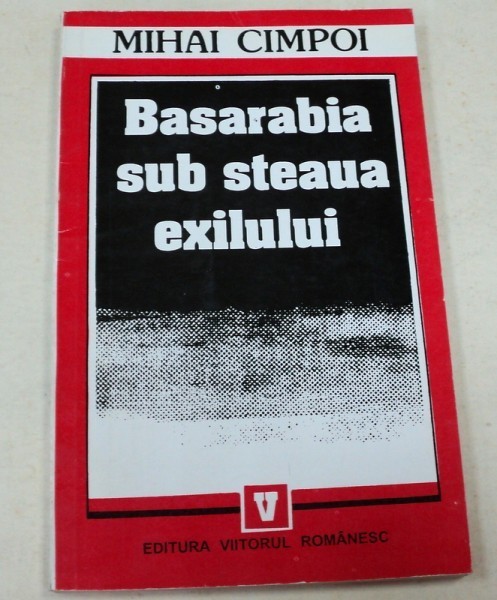 MIHAI CIMPOI
Basarabia
sub steaua
exilului
V
EDITURA VIITORUL ROMÂNESC